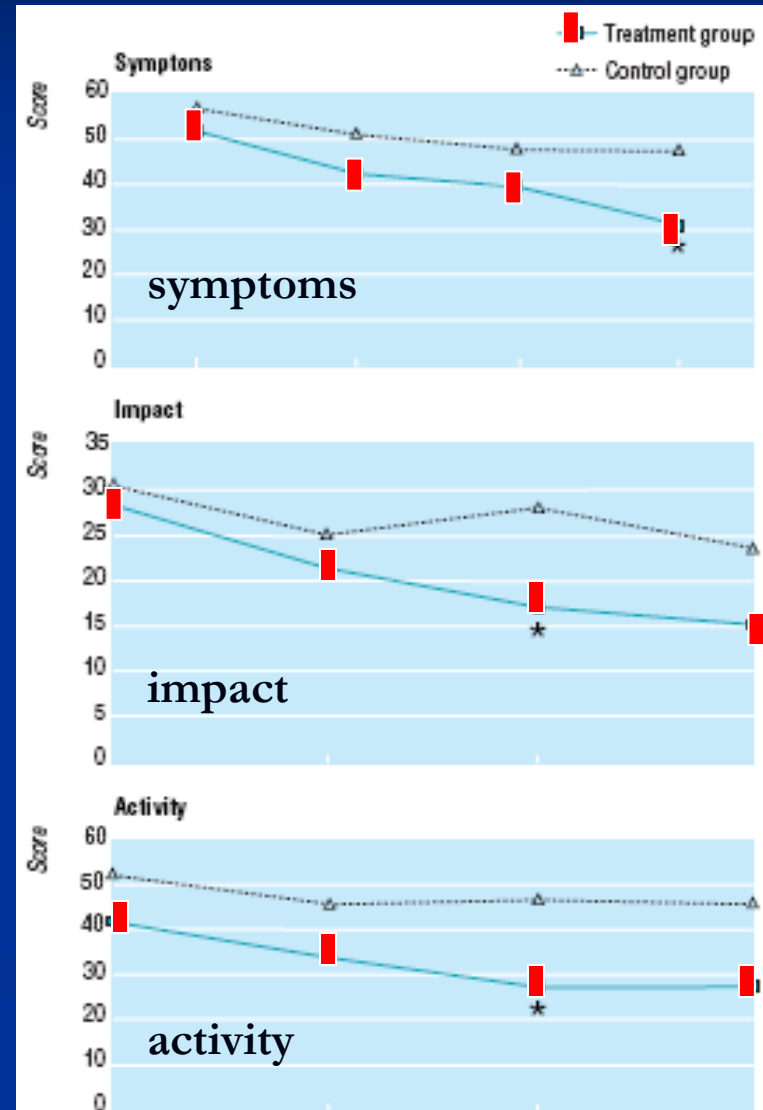 Treatment group
Control group
Symptons
Score
60
50
40
30
20
10
0
symptoms
*
Impact
Score
35
30
25
20
15
10
5
0
impact
*
Activity
Score
60
50
40
30
20
10
0
activity
*